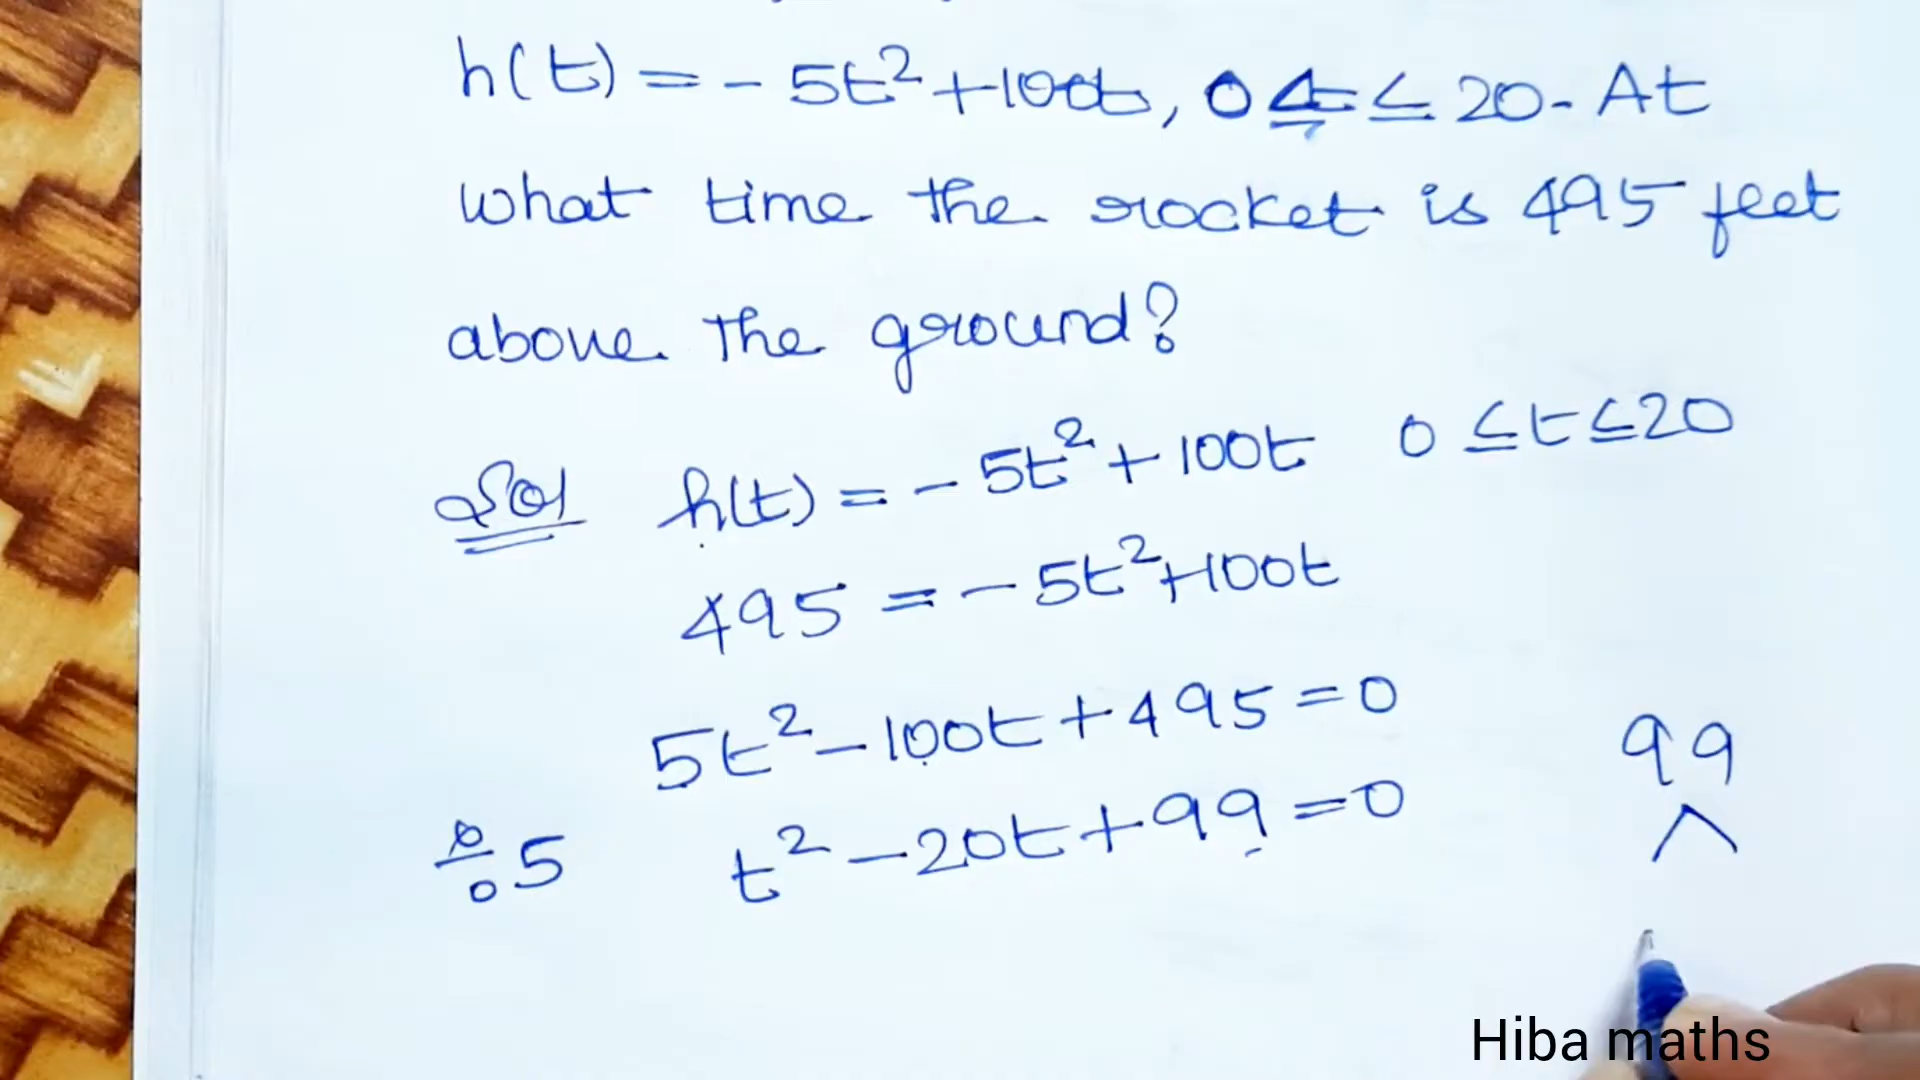 h(t) = - 5t² + 100t, 0 ≤ t ≤ 20. At
what time the rocket is 495 feet
above the ground?
Sol h(t) = - 5t² + 100t 0 ≤ t ≤ 20
495 = - 5t² + 100t
5t² - 100t + 495 = 0
99
÷ 5 t² - 20t + 99 = 0
Hiba maths